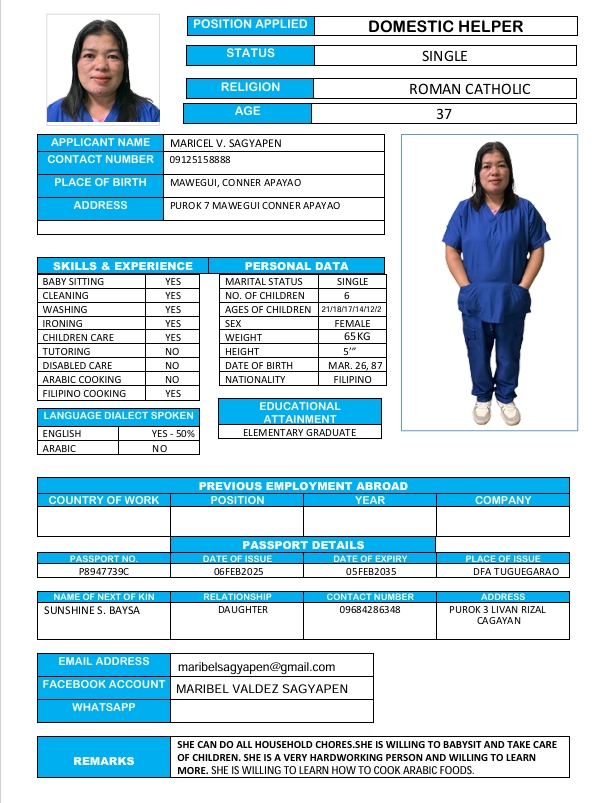 POSITION APPLIED DOMESTIC HELPER
STATUS SINGLE
RELIGION ROMAN CATHOLIC
AGE 37
APPLICANT NAME MARICEL V. SAGYAPEN
CONTACT NUMBER 09125158888
PLACE OF BIRTH MAWEGUI, CONNER APAYAO
ADDRESS PUROK 7 MAWEGUI CONNER APAYAO
SKILLS & EXPERIENCE PERSONAL DATA
BABY SITTING YES MARITAL STATUS SINGLE
CLEANING YES NO. OF CHILDREN 6
WASHING YES AGES OF CHILDREN 21/18/17/14/12/2
IRONING YES SEX FEMALE
CHILDREN CARE YES WEIGHT 65KG
TUTORING NO HEIGHT 5’”
DISABLED CARE NO DATE OF BIRTH MAR. 26, 87
ARABIC COOKING NO NATIONALITY FILIPINO
FILIPINO COOKING YES
LANGUAGE DIALECT SPOKEN
ENGLISH YES - 50%
ARABIC NO
EDUCATIONAL
ATTAINMENT
ELEMENTARY GRADUATE
PREVIOUS EMPLOYMENT ABROAD
COUNTRY OF WORK POSITION YEAR COMPANY
PASSPORT DETAILS
PASSPORT NO. DATE OF ISSUE DATE OF EXPIRY PLACE OF ISSUE
P8947739C 06FEB2025 05FEB2035 DFA TUGUEGARAO
NAME OF NEXT OF KIN RELATIONSHIP CONTACT NUMBER ADDRESS
SUNSHINE S. BAYSA DAUGHTER 09684286348 PUROK 3 LIVAN RIZAL
CAGAYAN
EMAIL ADDRESS maribelsagyapen@gmail.com
FACEBOOK ACCOUNT MARIBEL VALDEZ SAGYAPEN
WHATSAPP
REMARKS
SHE CAN DO ALL HOUSEHOLD CHORES.SHE IS WILLING TO BABYSIT AND TAKE CARE
OF CHILDREN. SHE IS A VERY HARDWORKING PERSON AND WILLING TO LEARN
MORE. SHE IS WILLING TO LEARN HOW TO COOK ARABIC FOODS.